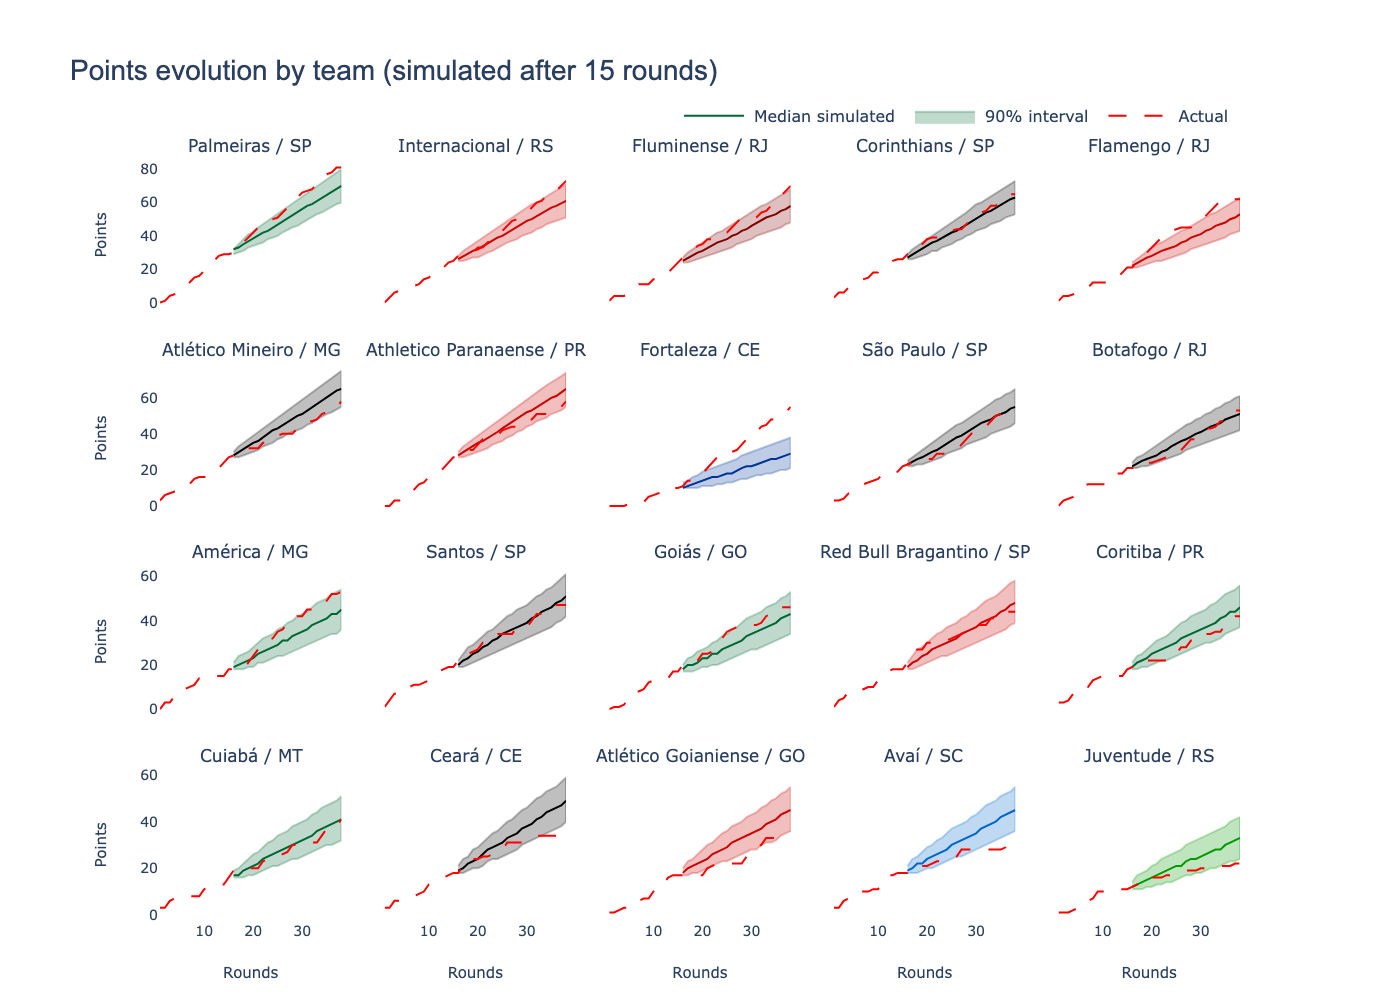 Points evolution by team (simulated after 15 rounds)
Median simulated 90% interval Actual
Palmeiras / SP Internacional / RS Fluminense / RJ Corinthians / SP Flamengo / RJ
80
60
40
20
0
Points
Atlético Mineiro / MG Athletico Paranaense / PR Fortaleza / CE São Paulo / SP Botafogo / RJ
60
40
20
0
Points
América / MG Santos / SP Goiás / GO Red Bull Bragantino / SP Coritiba / PR
60
40
20
0
Points
Cuiabá / MT Ceará / CE Atlético Goianiense / GO Avaí / SC Juventude / RS
60
40
20
0
Points
10 20 30 10 20 30 10 20 30 10 20 30 10 20 30
Rounds Rounds Rounds Rounds Rounds